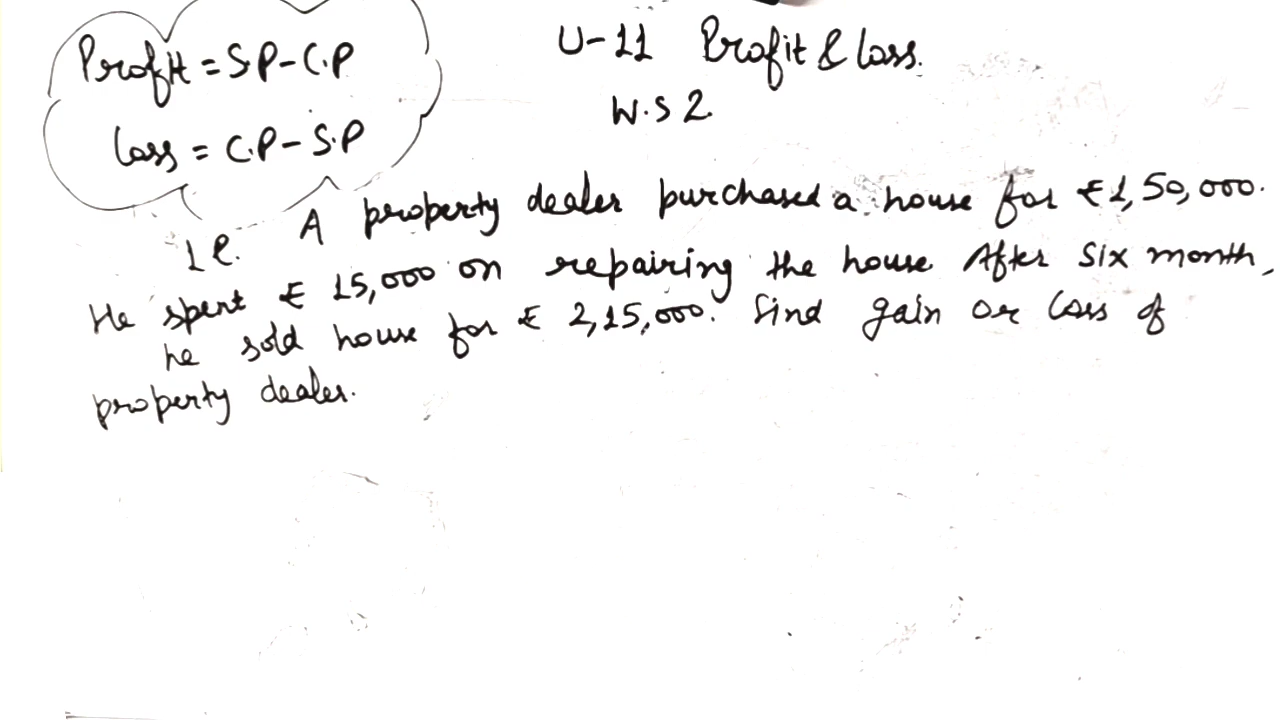 Profit = S.P - C.P
Loss = C.P - S.P
U-11 Profit & loss.
W.S 2.
1 e. A property dealer purchased a house for € 1,50,000.
He spent € 15,000 on repairing the house After six month,
he sold house for € 2,15,000. find gain or loss of
property dealer.